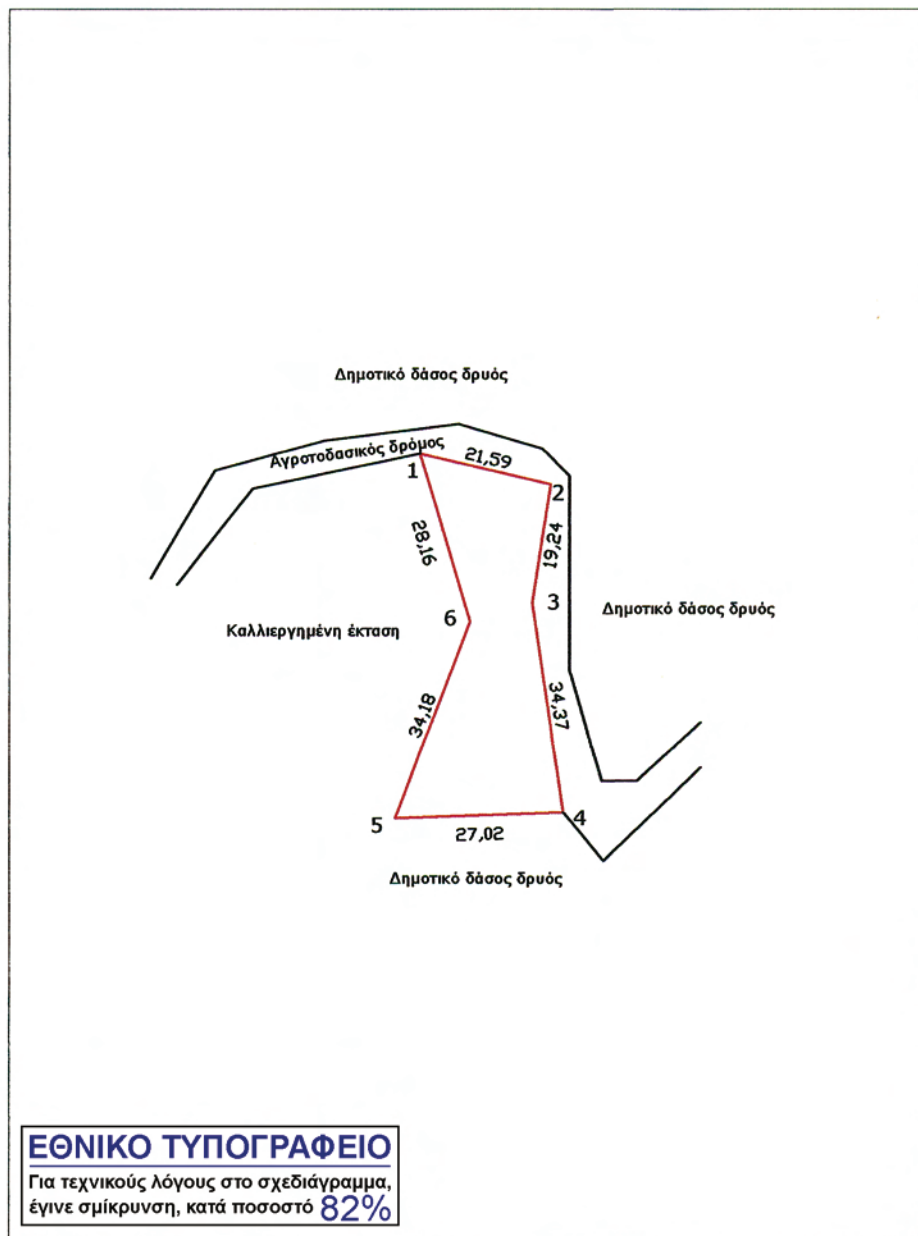 Δημοτικό δάσος δρυός
Αγροτοδασικός δρόμος
1
21,59
2
28,16
19,24
3
Δημοτικό δάσος δρυός
6
Καλλιεργημένη έκταση
34,18
34,37
5
4
27,02
Δημοτικό δάσος δρυός
ΕΘΝΙΚΟ ΤΥΠΟΓΡΑΦΕΙΟ
Για τεχνικούς λόγους στο σχεδιάγραμμα,
έγινε σμίκρυνση, κατά ποσοστό 82%